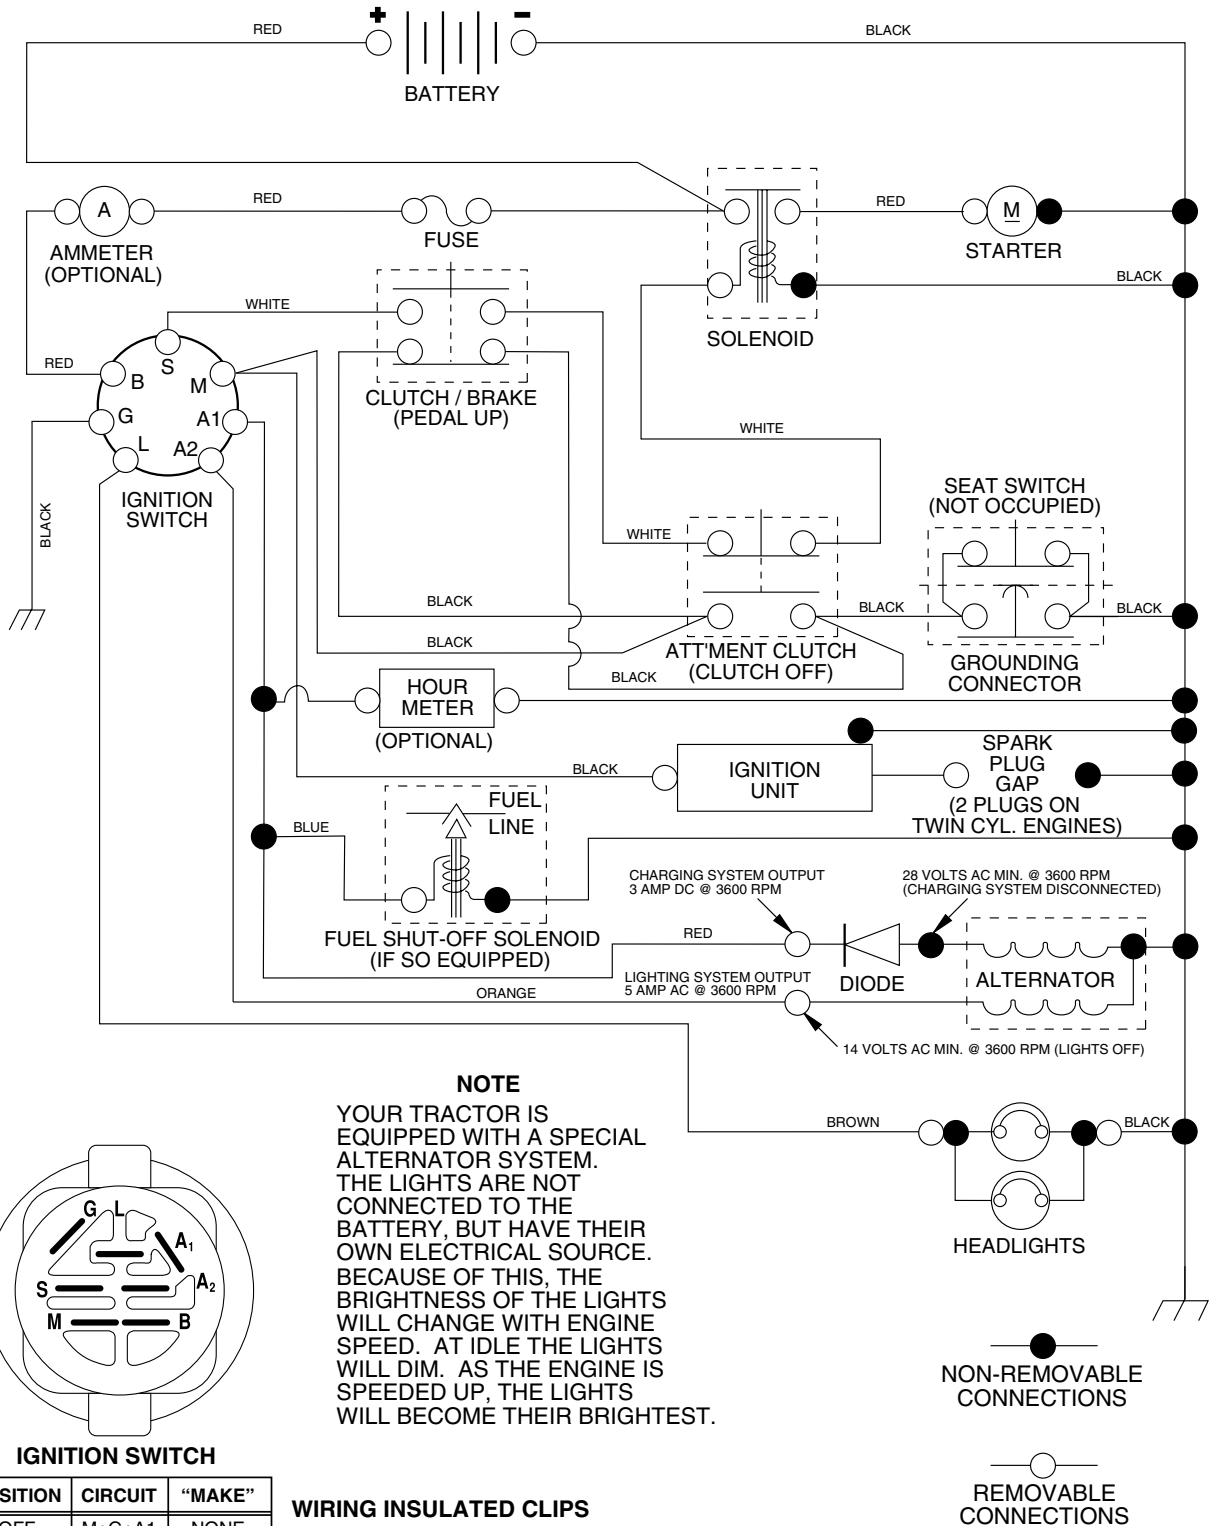 + −
RED
BLACK
BATTERY
A
RED
FUSE
RED
M
AMMETER
(OPTIONAL)
STARTER
BLACK
WHITE
SOLENOID
RED
S
B
M
G
A1
L
A2
CLUTCH / BRAKE
(PEDAL UP)
WHITE
IGNITION
SWITCH
BLACK
SEAT SWITCH
(NOT OCCUPIED)
WHITE
BLACK
BLACK
BLACK
BLACK
ATT'MENT CLUTCH
(CLUTCH OFF)
BLACK
GROUNDING
CONNECTOR
HOUR
METER
(OPTIONAL)
BLACK
IGNITION
UNIT
SPARK
PLUG
GAP
(2 PLUGS ON
TWIN CYL. ENGINES)
FUEL
LINE
BLUE
FUEL SHUT-OFF SOLENOID
(IF SO EQUIPPED)
CHARGING SYSTEM OUTPUT
3 AMP DC @ 3600 RPM
28 VOLTS AC MIN. @ 3600 RPM
(CHARGING SYSTEM DISCONNECTED)
RED
DIODE
ALTERNATOR
LIGHTING SYSTEM OUTPUT
5 AMP AC @ 3600 RPM
ORANGE
14 VOLTS AC MIN. @ 3600 RPM (LIGHTS OFF)
NOTE
YOUR TRACTOR IS
EQUIPPED WITH A SPECIAL
ALTERNATOR SYSTEM.
THE LIGHTS ARE NOT
CONNECTED TO THE
BATTERY, BUT HAVE THEIR
OWN ELECTRICAL SOURCE.
BECAUSE OF THIS, THE
BRIGHTNESS OF THE LIGHTS
WILL CHANGE WITH ENGINE
SPEED. AT IDLE THE LIGHTS
WILL DIM. AS THE ENGINE IS
SPEEDED UP, THE LIGHTS
WILL BECOME THEIR BRIGHTEST.
BROWN
BLACK
HEADLIGHTS
G L
A1
A2
S
M
B
IGNITION SWITCH
NON-REMOVABLE
CONNECTIONS
REMOVABLE
CONNECTIONS
SITION CIRCUIT “MAKE”
WIRING INSULATED CLIPS